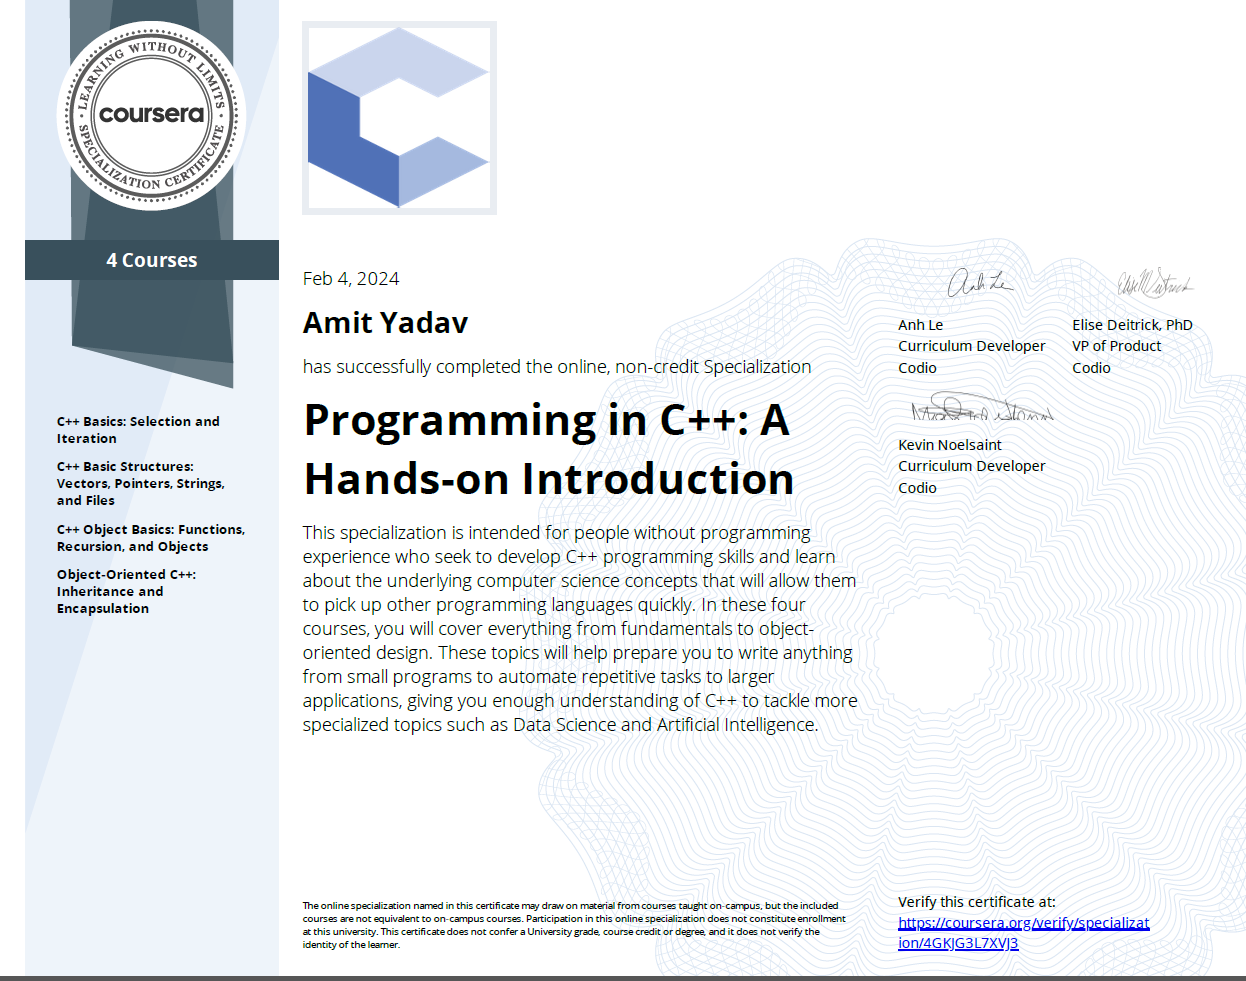 LEARNING WITHOUT LIMITS
coursera
SPECIALIZATION CERTIFICATE
4 Courses
C++ Basics: Selection and
Iteration
C++ Basic Structures:
Vectors, Pointers, Strings,
and Files
C++ Object Basics: Functions,
Recursion, and Objects
Object-Oriented C++:
Inheritance and
Encapsulation
Feb 4, 2024
Amit Yadav
has successfully completed the online, non-credit Specialization
Programming in C++: A
Hands-on Introduction
This specialization is intended for people without programming
experience who seek to develop C++ programming skills and learn
about the underlying computer science concepts that will allow them
to pick up other programming languages quickly. In these four
courses, you will cover everything from fundamentals to object-
oriented design. These topics will help prepare you to write anything
from small programs to automate repetitive tasks to larger
applications, giving you enough understanding of C++ to tackle more
specialized topics such as Data Science and Artificial Intelligence.
Anh Le
Anh Le
Curriculum Developer
Codio
Elise Deitrick, PhD
VP of Product
Codio
Kevin Noelsaint
Curriculum Developer
Codio
The online specialization named in this certificate may draw on material from courses taught on-campus, but the included
courses are not equivalent to on-campus courses. Participation in this online specialization does not constitute enrollment
at this university. This certificate does not confer a University grade, course credit or degree, and it does not verify the
identity of the learner.
Verify this certificate at:
https://coursera.org/verify/specializat
ion/4GKJG3L7XVJ3